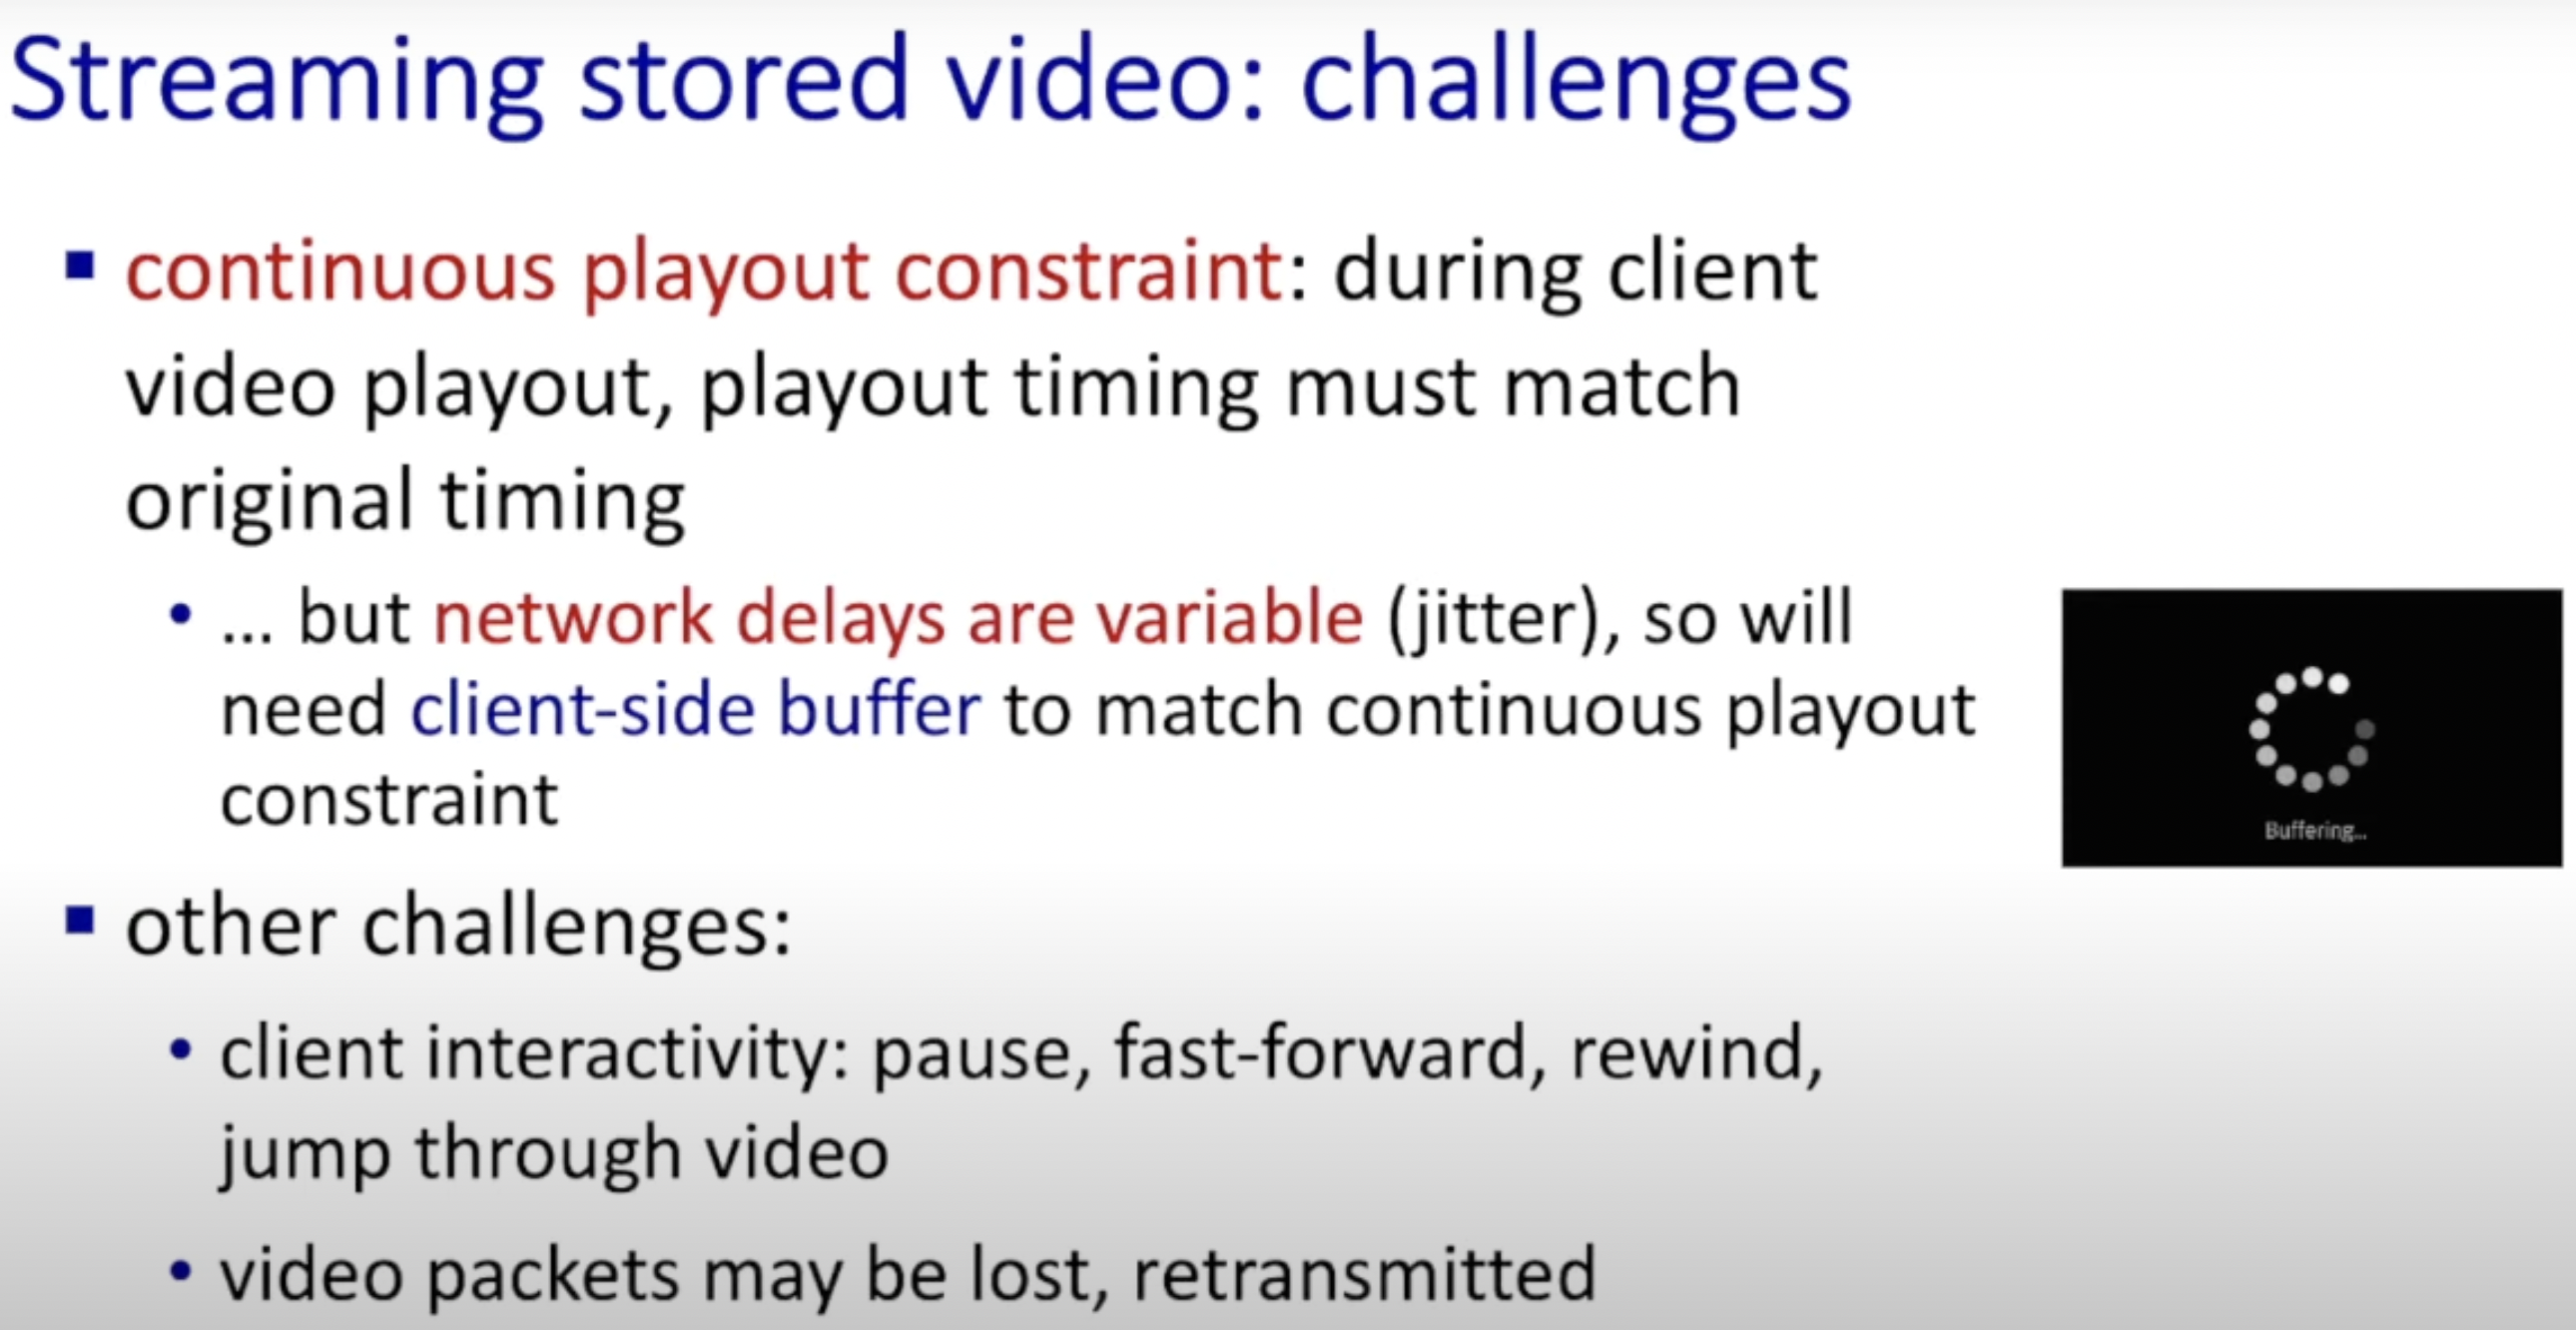 Streaming stored video: challenges
▪ continuous playout constraint: during client
video playout, playout timing must match
original timing
• ... but network delays are variable (jitter), so will
need client-side buffer to match continuous playout
constraint
Buffering...
▪ other challenges:
• client interactivity: pause, fast-forward, rewind,
jump through video
• video packets may be lost, retransmitted